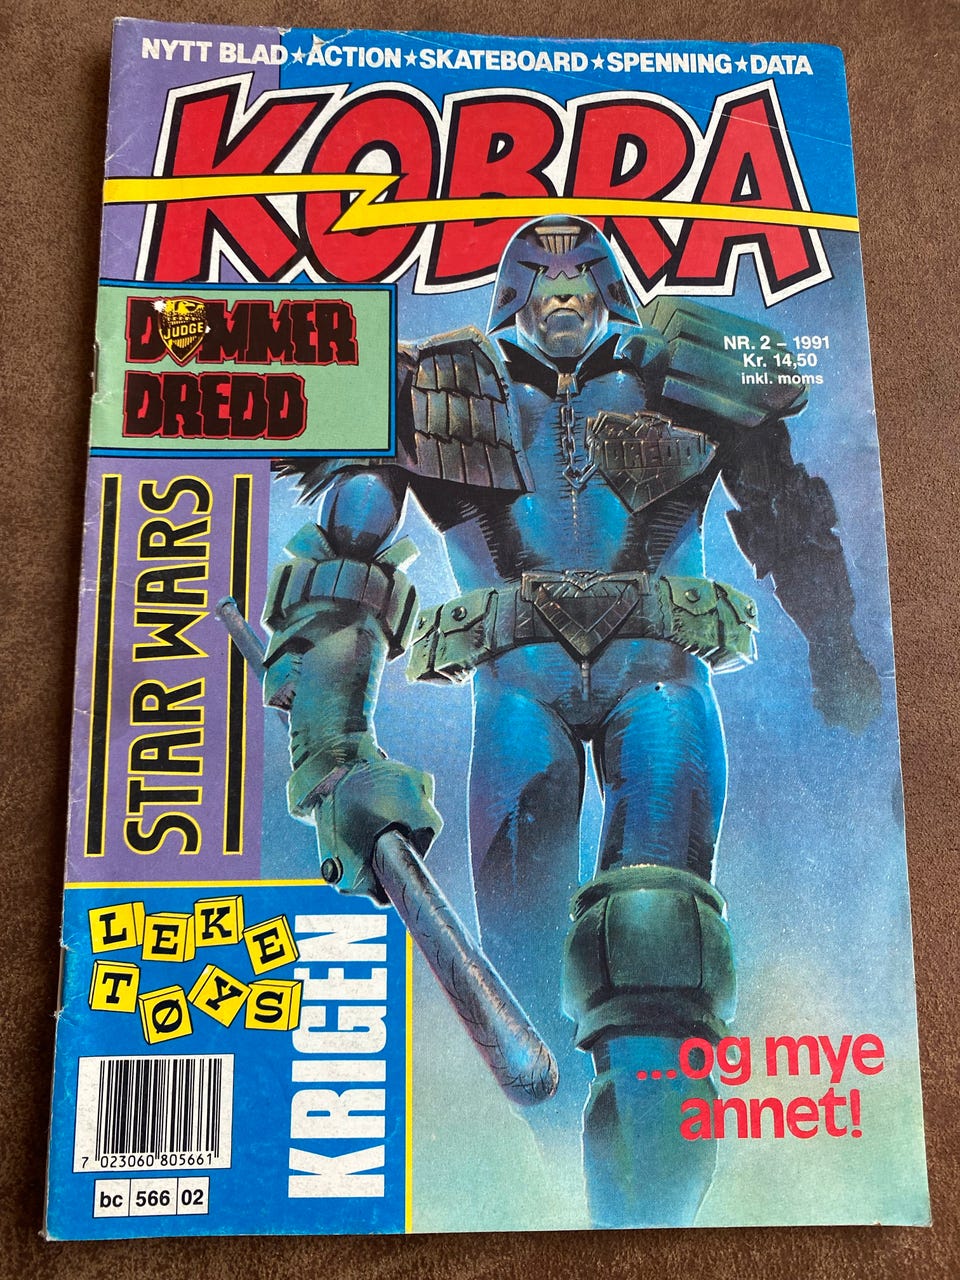 NYTT BLAD★ACTION★SKATEBOARD★SPENNING★DATA
KOBRA
DOMMER
JUDGE
DREDD
NR. 2 – 1991
Kr. 14,50
inkl. moms
DREDD
STAR WARS
LEKE
TØYS
KRIGEN
...og mye
annet!
7 023060 805661
bc 566 02